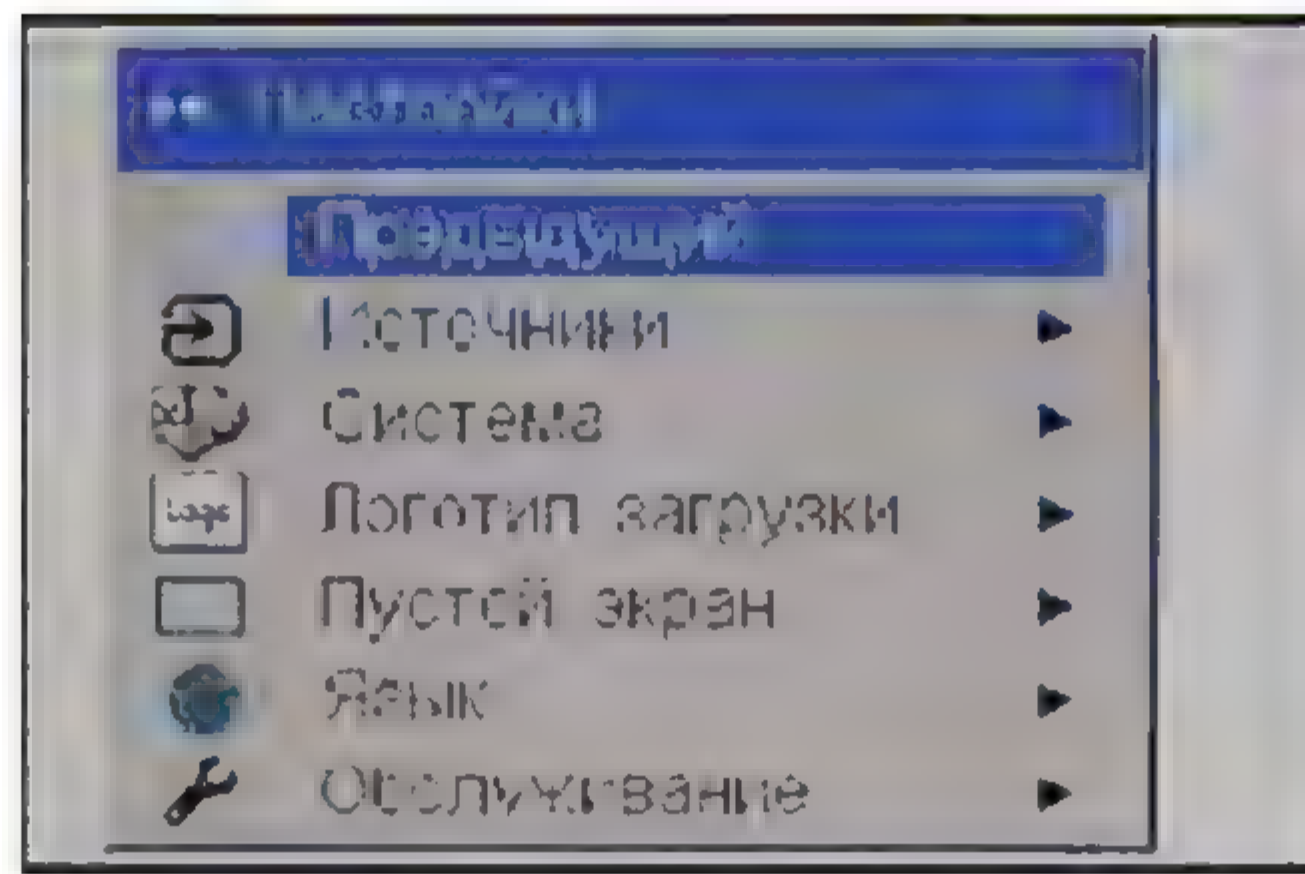 Предыдущий
Источники
Система
Логотип загрузки
Пустой экран
Язык
Обслуживание